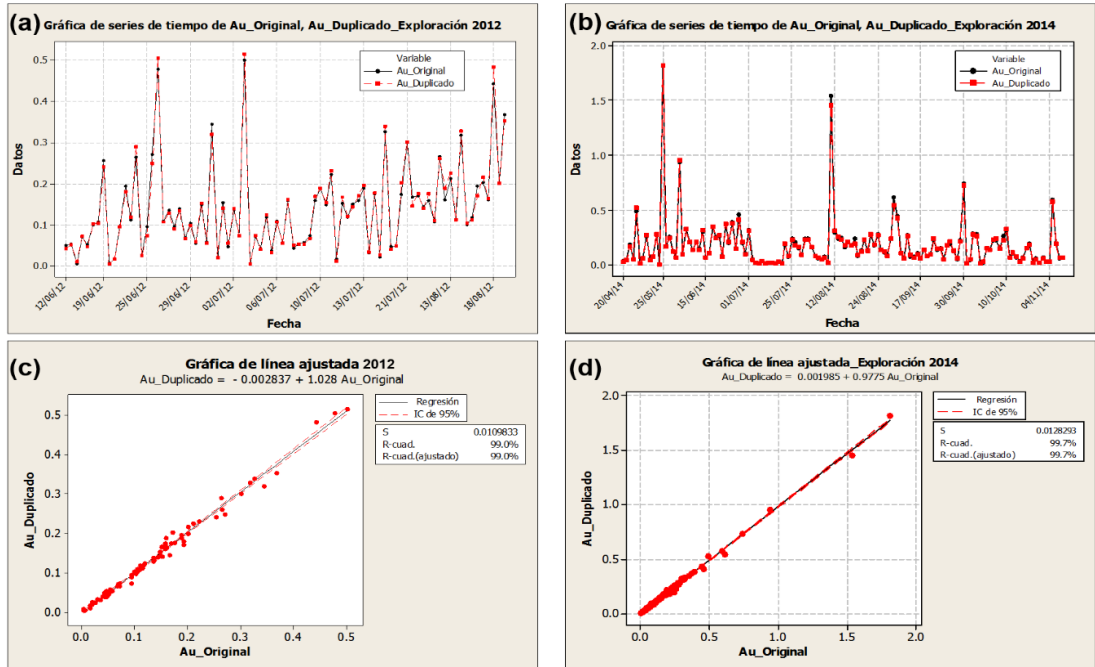 (a)
Gráfica de series de tiempo de Au_Original, Au_Duplicado_Exploración 2012
Variable
Au_Original
Au_Duplicado
Datos
0.5
0.4
0.3
0.2
0.1
0.0
12/06/12
19/06/12
25/06/12
29/06/12
02/07/12
06/07/12
10/07/12
13/07/12
21/07/12
13/08/12
18/08/12
Fecha
(b)
Gráfica de series de tiempo de Au_Original, Au_Duplicado_Exploración 2014
Variable
Au_Original
Au_Duplicado
Datos
2.0
1.5
1.0
0.5
0.0
20/04/14
25/05/14
15/06/14
01/07/14
25/07/14
12/08/14
24/08/14
17/09/14
30/09/14
10/10/14
04/11/14
Fecha
(c)
Gráfica de línea ajustada 2012
Au_Duplicado = - 0.002837 + 1.028 Au_Original
Regresión
IC de 95%
S 0.0109833
R-cuad. 99.0%
R-cuad.(ajustado) 99.0%
Au_Duplicado
0.5
0.4
0.3
0.2
0.1
0.0
0.0 0.1 0.2 0.3 0.4 0.5
Au_Original
(d)
Gráfica de línea ajustada_Exploración 2014
Au_Duplicado = 0.001985 + 0.9775 Au_Original
Regresión
IC de 95%
S 0.0128293
R-cuad. 99.7%
R-cuad.(ajustado) 99.7%
Au_Duplicado
2.0
1.5
1.0
0.5
0.0
0.0 0.5 1.0 1.5 2.0
Au_Original